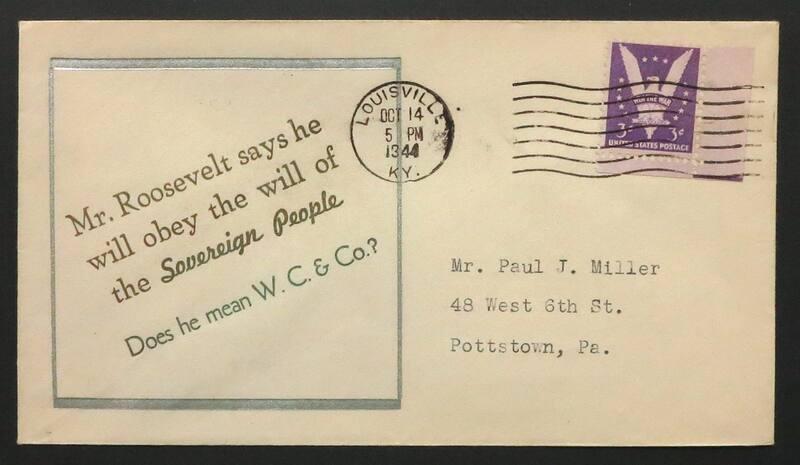 Mr. Roosevelt says he
will obey the will of
the Sovereign People
Does he mean W. C. & Co.?
LOUISVILLE
OCT 14
5 PM
1944
KY.
WIN THE WAR
3¢ 3¢
UNITED STATES POSTAGE
Mr. Paul J. Miller
48 West 6th St.
Pottstown, Pa.